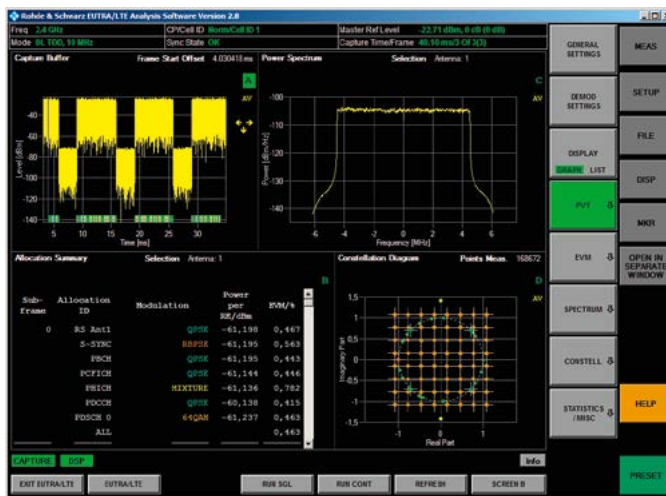 Rohde & Schwarz EUTRA/LTE Analysis Software Version 2.8
Freq 2.4 GHz CP/Cell ID Norm/Cell ID 1 Master Ref Level -22.71 dBm, 0 dB (0 dB)
Mode DL TDD, 10 MHz Sync State OK Capture Time/Frame 40.10 ms/3 Of 3(3)
Capture Buffer Frame Start Offset 4.030418 ms
Power Spectrum Selection Antenna: 1
A
AV
C
AV
Level [dBm]
-40
-60
-80
-100
-120
-140
5 10 15 20 25 30
Time [ms]
Power [dBm/Hz]
-100
-120
-140
-6 -4 -2 0 2 4 6
Frequency [MHz]
Allocation Summary Selection Antenna: 1
B
Sub-frame Allocation ID Modulation Power per RE/dBm EVM/%
0 RS Ant1 QPSK -61,198 0,467
S-SYNC RBPSK -61,195 0,563
PBCH QPSK -61,195 0,443
PCFICH QPSK -61,144 0,446
PHICH MIXTURE -61,136 0,782
PDCCH QPSK -60,138 0,415
PDSCH 0 64QAM -61,237 0,463
ALL 0,463
Constellation Diagram Points Meas. 168672
D
AV
Imaginary Part
1,5
1
0,5
0
-0,5
-1
-1,5
-1 0 1
Real Part
GENERAL SETTINGS
DEMOD SETTINGS
DISPLAY
GRAPH LIST
PVT
EVM
SPECTRUM
CONSTELL
STATISTICS / MISC
MEAS
SETUP
FILE
DISP
MKR
OPEN IN SEPARATE WINDOW
HELP
PRESET
CAPTURE DSP Info
EXIT EUTRA/LTE EUTRA/LTE RUN SGL RUN CONT REFRESH SCREEN B